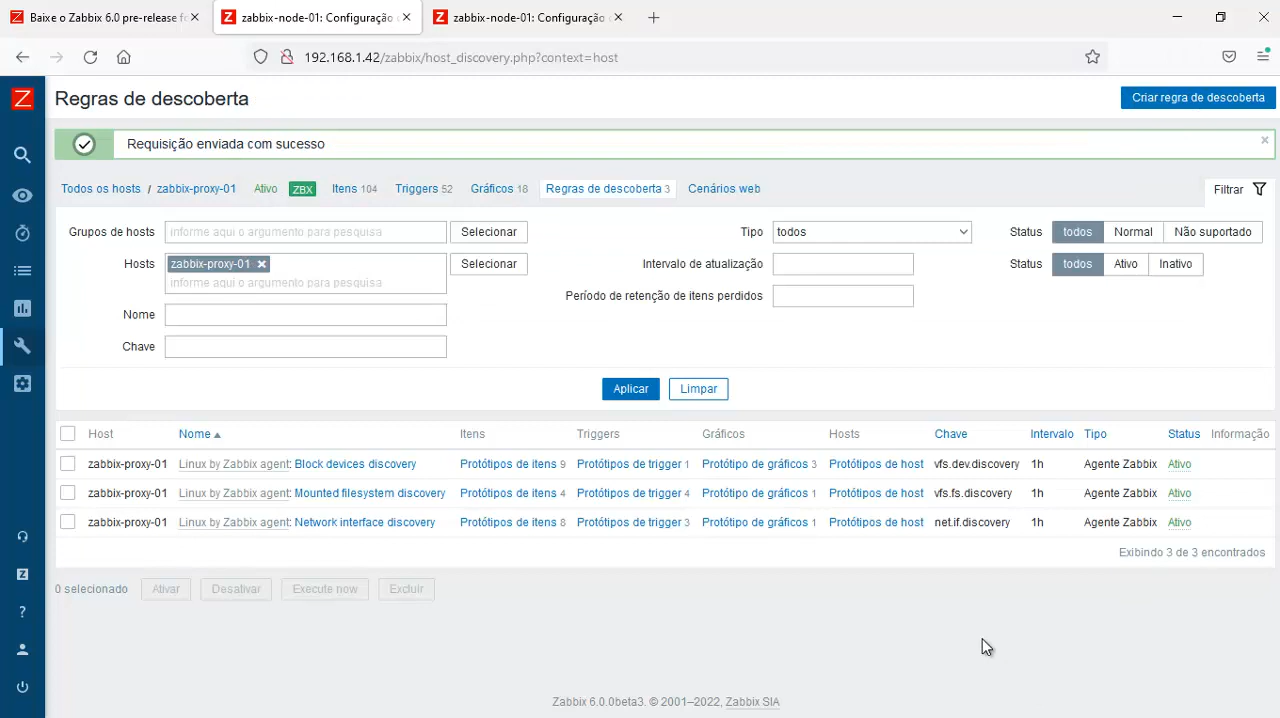 Baixe o Zabbix 6.0 pre-release f
zabbix-node-01: Configuração
zabbix-node-01: Configuração
192.168.1.42/zabbix/host_discovery.php?context=host
Regras de descoberta
Criar regra de descoberta
Requisição enviada com sucesso
Todos os hosts / zabbix-proxy-01 Ativo ZBX Itens 104 Triggers 52 Gráficos 18 Regras de descoberta 3 Cenários web
Filtrar
Grupos de hosts informe aqui o argumento para pesquisa Selecionar Tipo todos Status todos Normal Não suportado
Hosts zabbix-proxy-01 Selecionar Intervalo de atualização Status todos Ativo Inativo
informe aqui o argumento para pesquisa
Período de retenção de itens perdidos
Nome
Chave
Aplicar Limpar
Host Nome Itens Triggers Gráficos Hosts Chave Intervalo Tipo Status Informação
zabbix-proxy-01 Linux by Zabbix agent: Block devices discovery Protótipos de itens 9 Protótipos de trigger 1 Protótipo de gráficos 3 Protótipos de host vfs.dev.discovery 1h Agente Zabbix Ativo
zabbix-proxy-01 Linux by Zabbix agent: Mounted filesystem discovery Protótipos de itens 4 Protótipos de trigger 4 Protótipo de gráficos 1 Protótipos de host vfs.fs.discovery 1h Agente Zabbix Ativo
zabbix-proxy-01 Linux by Zabbix agent: Network interface discovery Protótipos de itens 8 Protótipos de trigger 3 Protótipo de gráficos 1 Protótipos de host net.if.discovery 1h Agente Zabbix Ativo
Exibindo 3 de 3 encontrados
0 selecionado Ativar Desativar Execute now Excluir
Zabbix 6.0.0beta3. © 2001–2022, Zabbix SIA